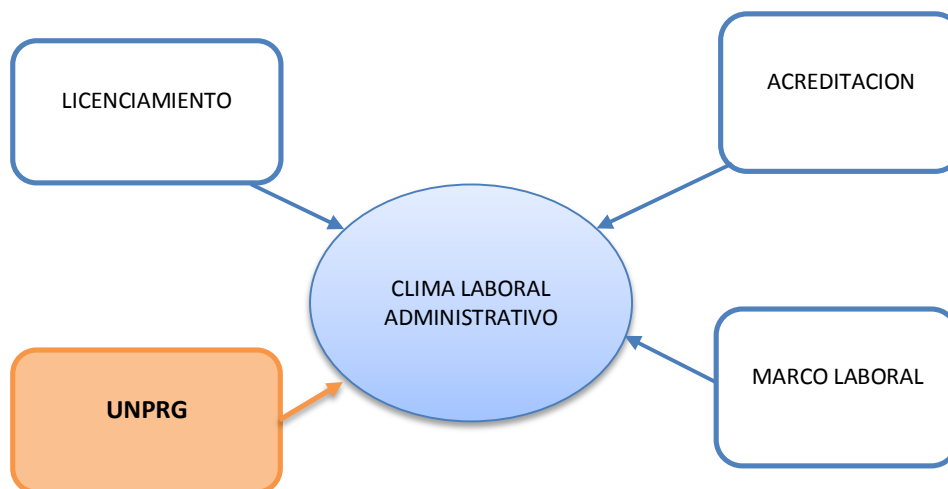 LICENCIAMIENTO
ACREDITACION
CLIMA LABORAL
ADMINISTRATIVO
UNPRG
MARCO LABORAL